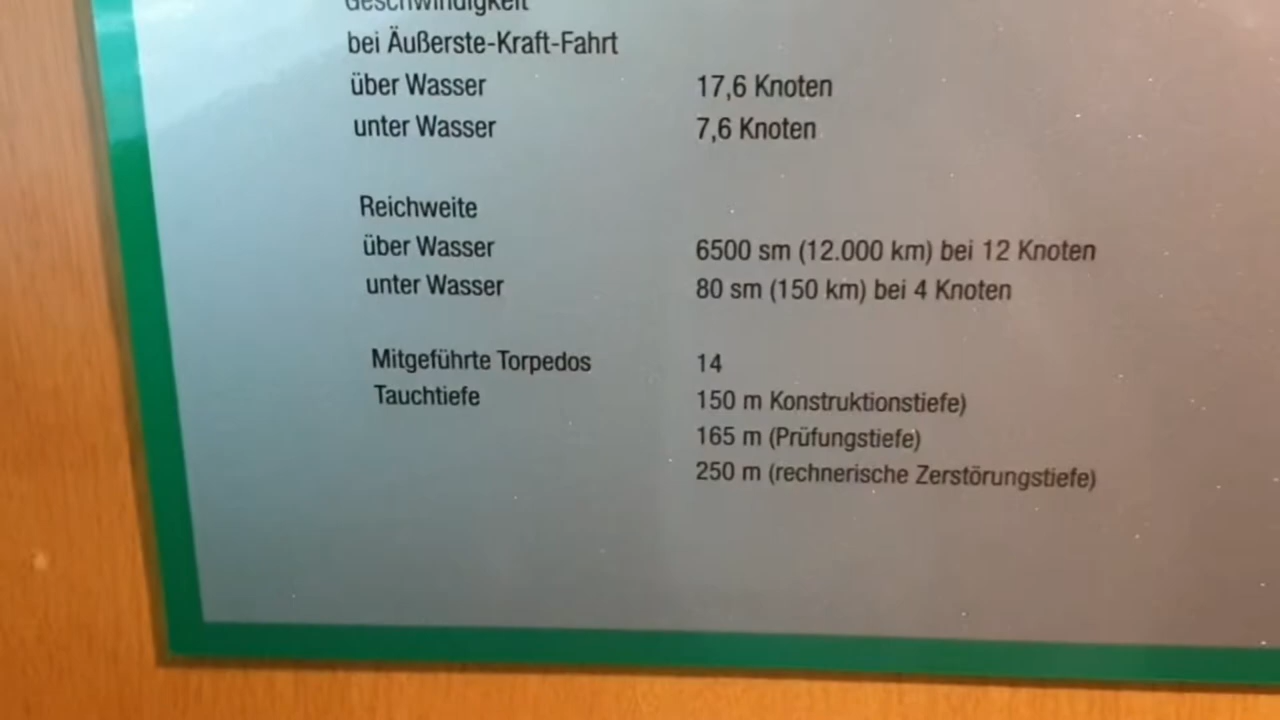 Geschwindigkeit
bei Äußerste-Kraft-Fahrt
über Wasser 17,6 Knoten
unter Wasser 7,6 Knoten
Reichweite
über Wasser 6500 sm (12.000 km) bei 12 Knoten
unter Wasser 80 sm (150 km) bei 4 Knoten
Mitgeführte Torpedos 14
Tauchtiefe 150 m Konstruktionstiefe)
165 m (Prüfungstiefe)
250 m (rechnerische Zerstörungstiefe)